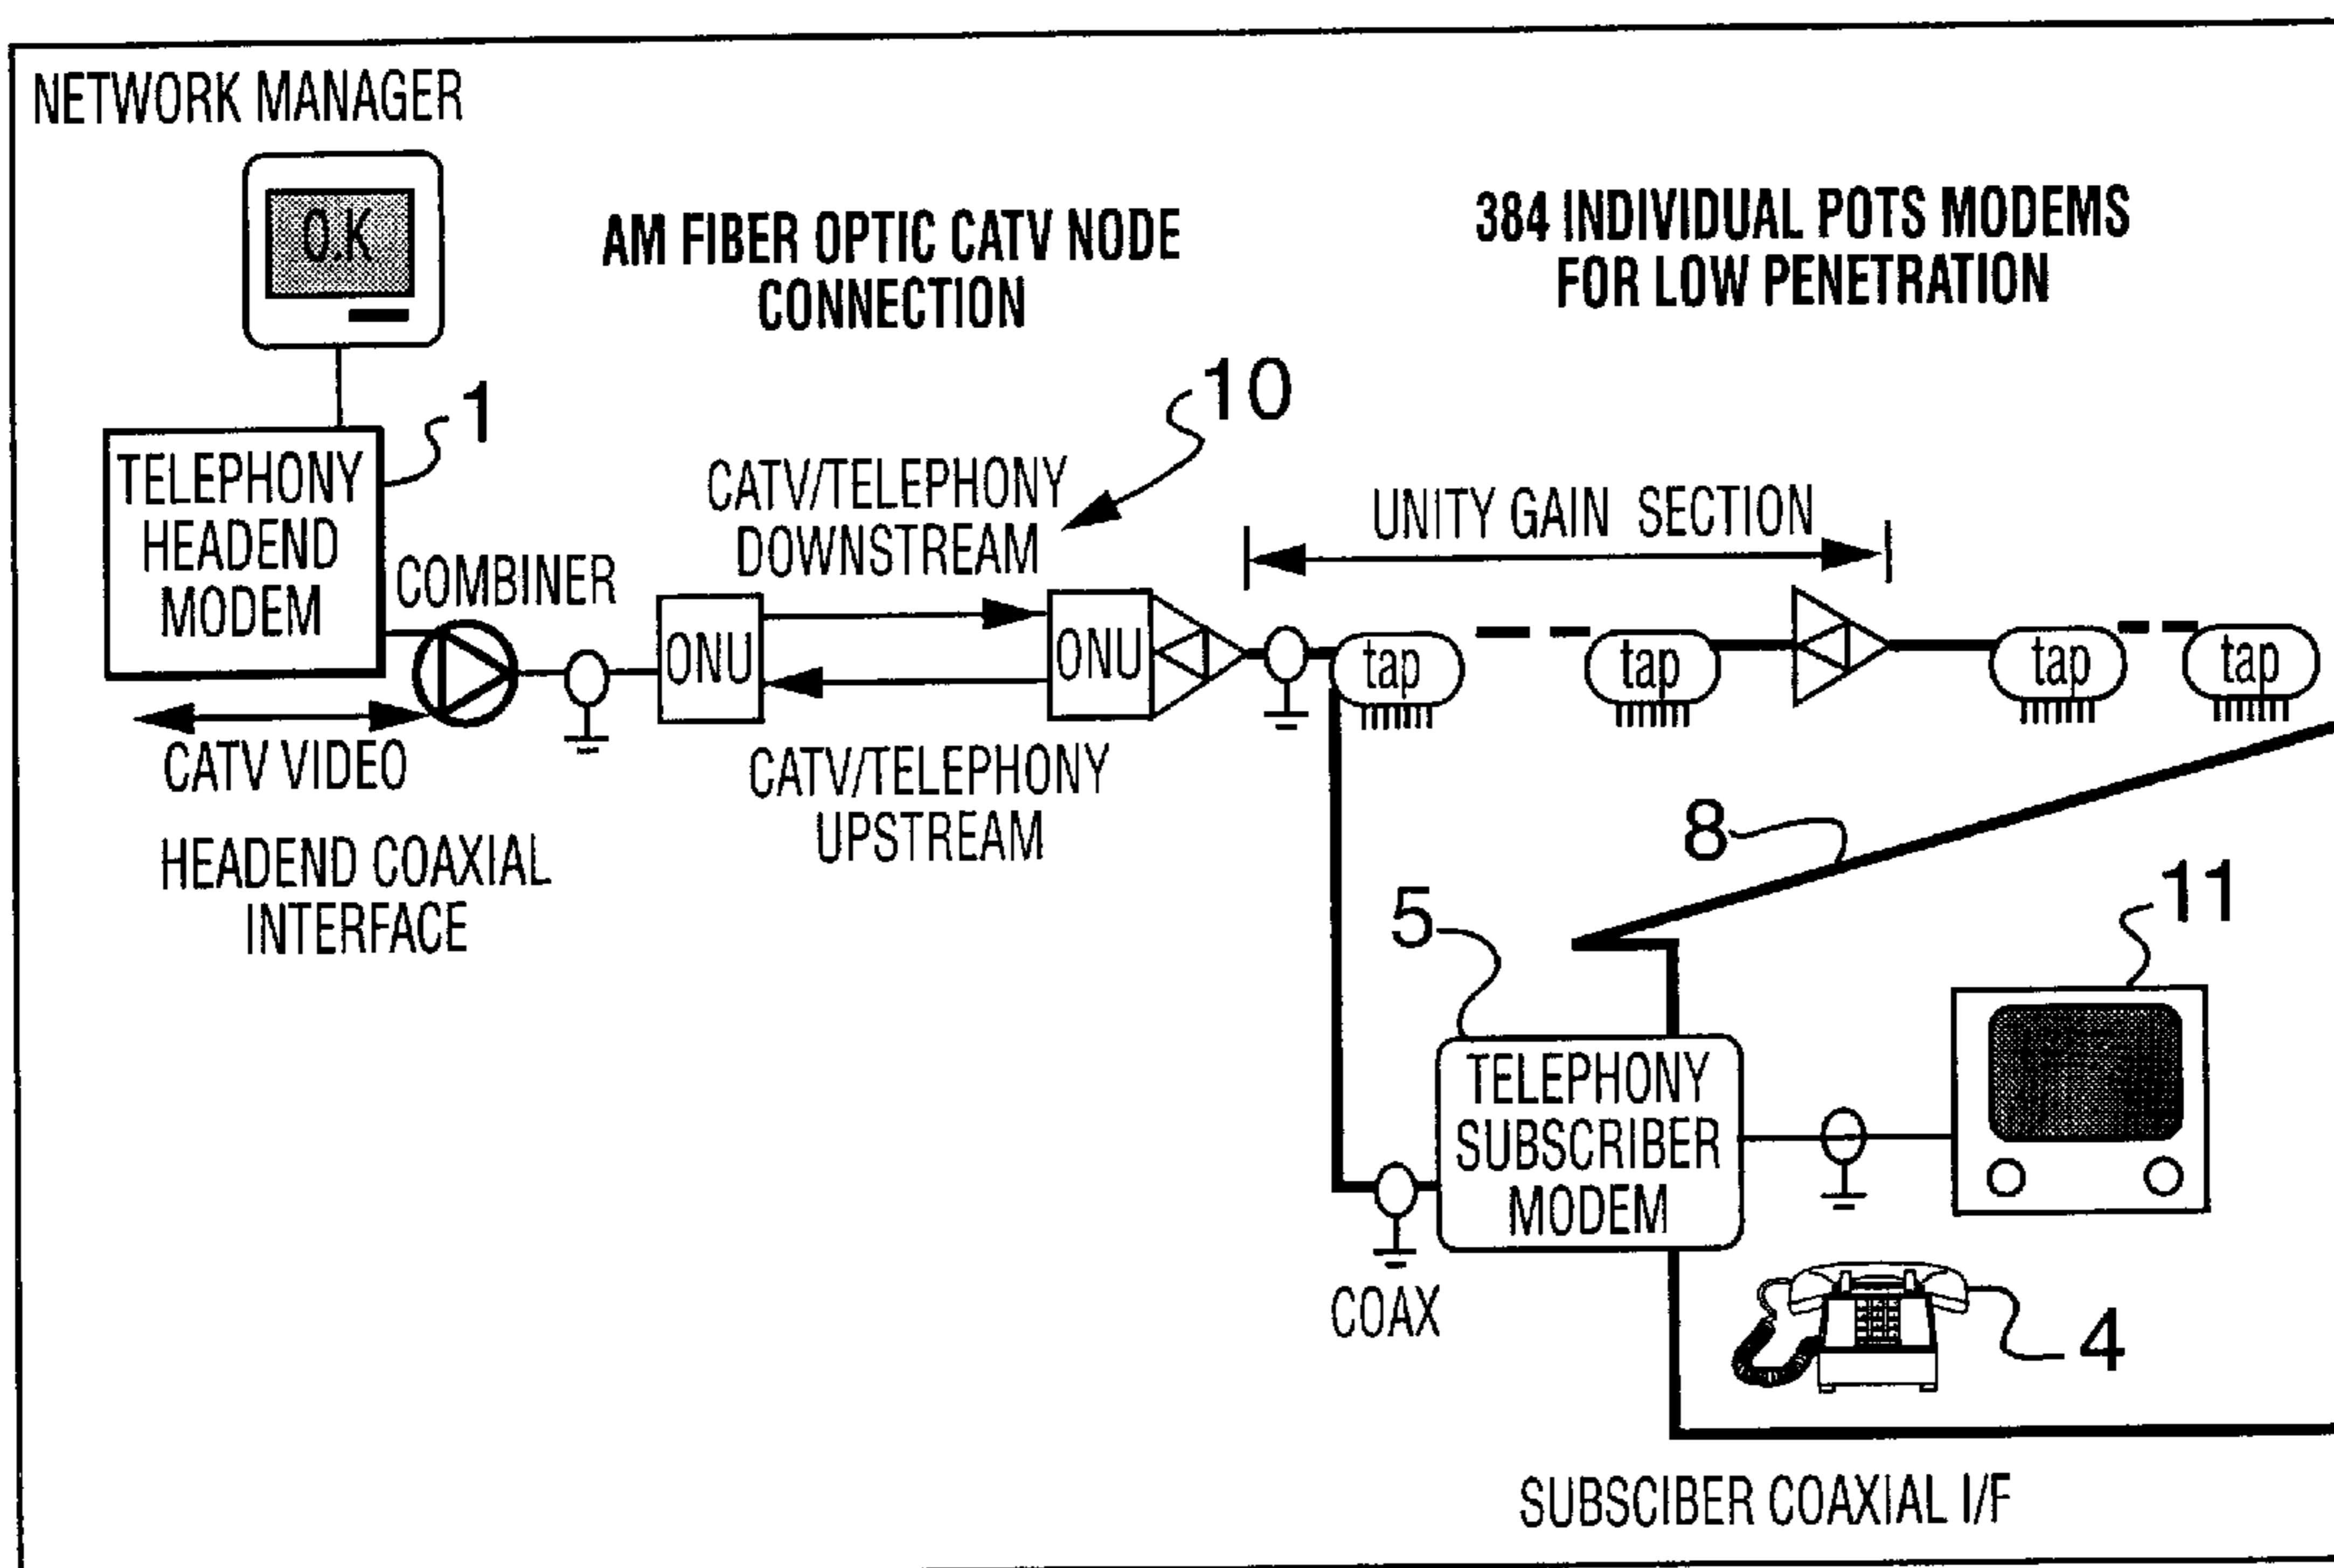 NETWORK MANAGER
O.K
AM FIBER OPTIC CATV NODE
CONNECTION
384 INDIVIDUAL POTS MODEMS
FOR LOW PENETRATION
1
10
TELEPHONY
HEADEND
MODEM
COMBINER
CATV/TELEPHONY
DOWNSTREAM
UNITY GAIN SECTION
ONU
ONU
tap
tap
tap
tap
CATV VIDEO
CATV/TELEPHONY
UPSTREAM
HEADEND COAXIAL
INTERFACE
8
5
11
TELEPHONY
SUBSCRIBER
MODEM
COAX
4
SUBSCIBER COAXIAL I/F